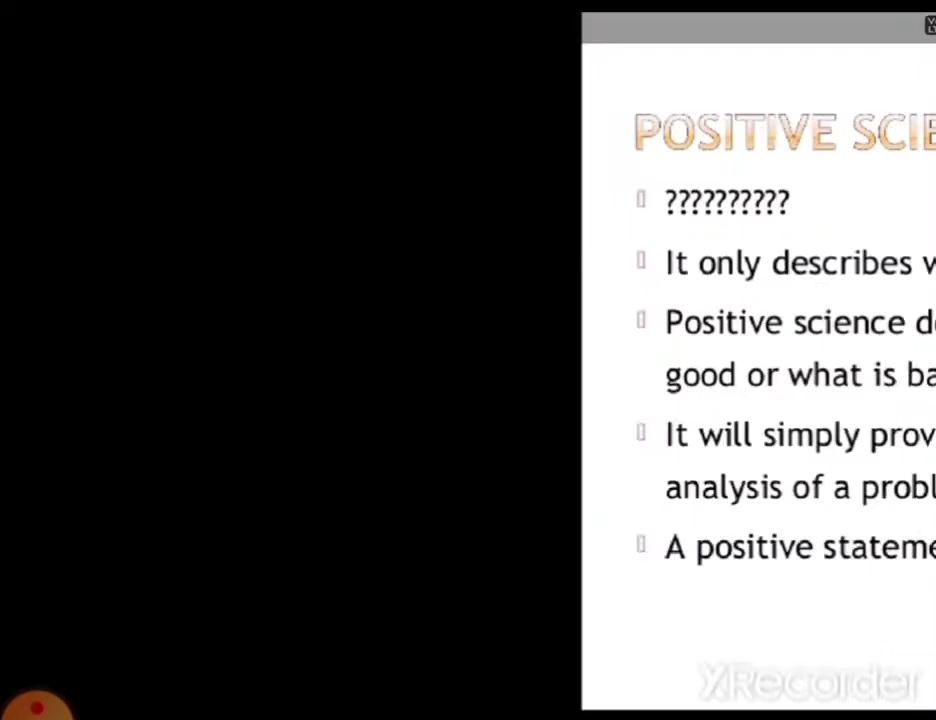 POSITIVE SCIE
??????????
It only describes w
Positive science d
good or what is ba
It will simply prov
analysis of a probl
A positive stateme
XRecorder